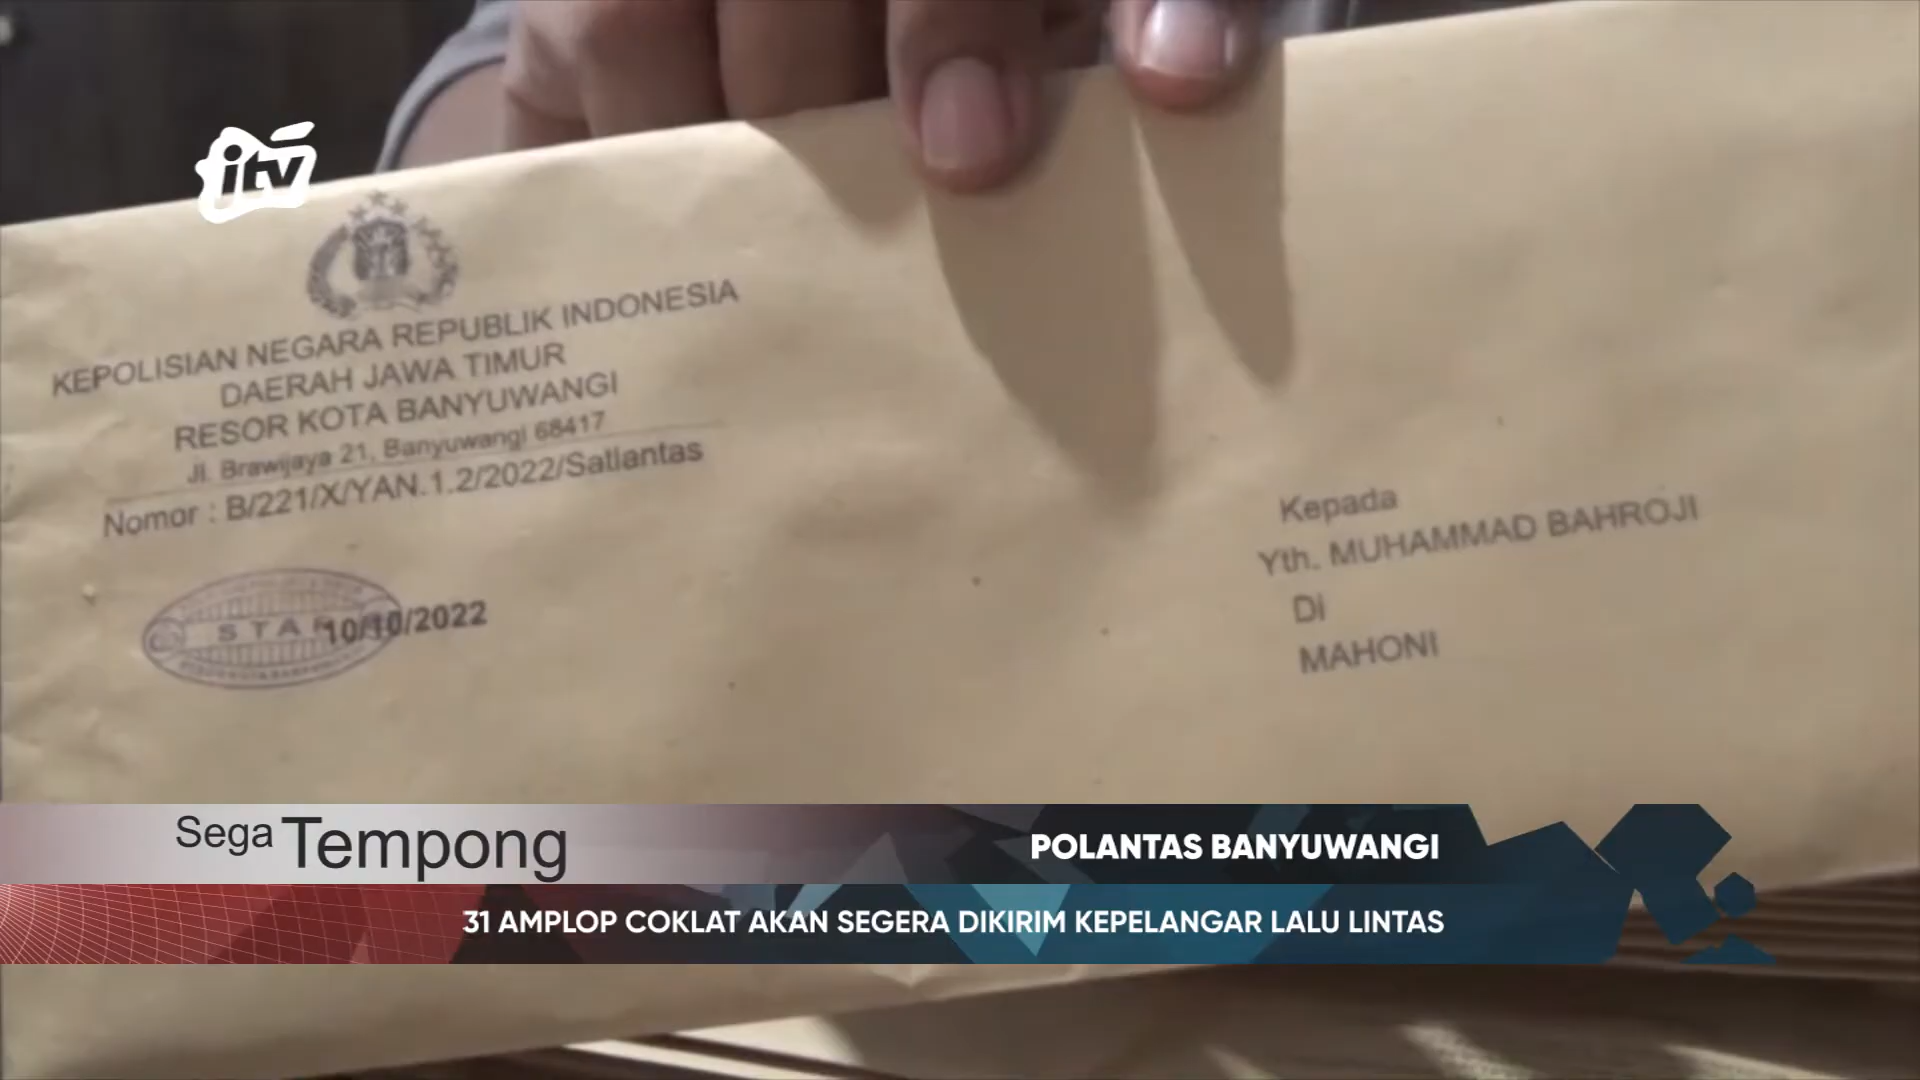 itv
KEPOLISIAN NEGARA REPUBLIK INDONESIA
DAERAH JAWA TIMUR
RESOR KOTA BANYUWANGI
Jl. Brawijaya 21, Banyuwangi 68417
Nomor : B/221/X/YAN.1.2/2022/Satlantas
10/10/2022
Kepada
Yth. MUHAMMAD BAHROJI
Di
MAHONI
Sega Tempong
POLANTAS BANYUWANGI
31 AMPLOP COKLAT AKAN SEGERA DIKIRIM KEPELANGAR LALU LINTAS